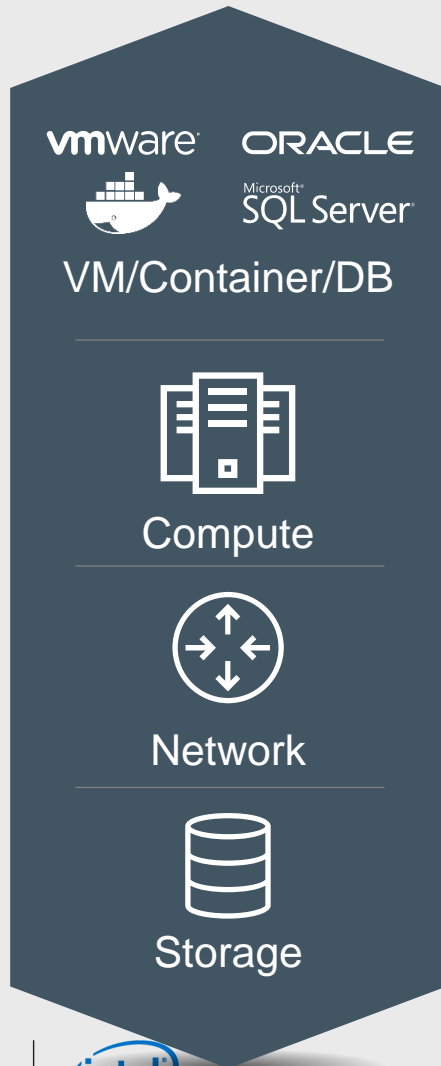 vmware® ORACLE
Microsoft®
SQL Server®
VM/Container/DB
Compute
Network
Storage